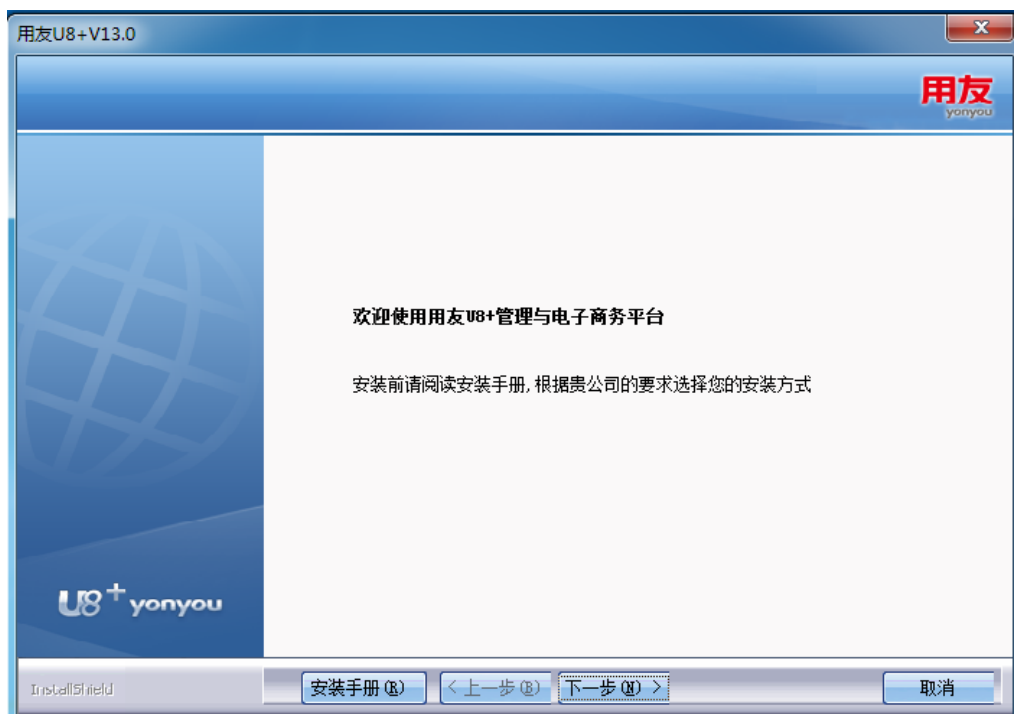 用友U8+V13.0
用友
yonyou
欢迎使用用友U8+管理与电子商务平台
安装前请阅读安装手册,根据贵公司的要求选择您的安装方式
U8+ yonyou
InstallShield
安装手册(R)
<上一步(B)
下一步(N) >
取消